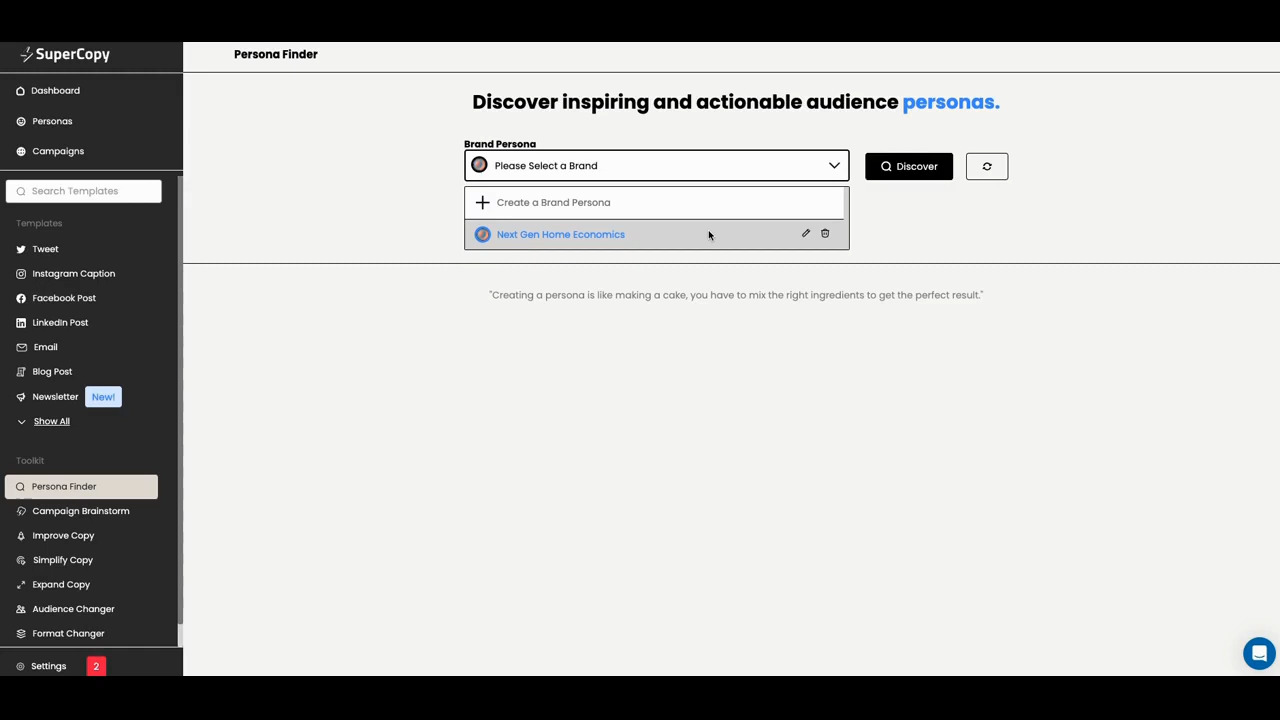 SuperCopy
Persona Finder
Dashboard
Personas
Campaigns
Search Templates
Templates
Tweet
Instagram Caption
Facebook Post
LinkedIn Post
Email
Blog Post
Newsletter New!
Show All
Toolkit
Persona Finder
Campaign Brainstorm
Improve Copy
Simplify Copy
Expand Copy
Audience Changer
Format Changer
Settings 2
Discover inspiring and actionable audience personas.
Brand Persona
Please Select a Brand
Discover
Create a Brand Persona
Next Gen Home Economics
"Creating a persona is like making a cake, you have to mix the right ingredients to get the perfect result."